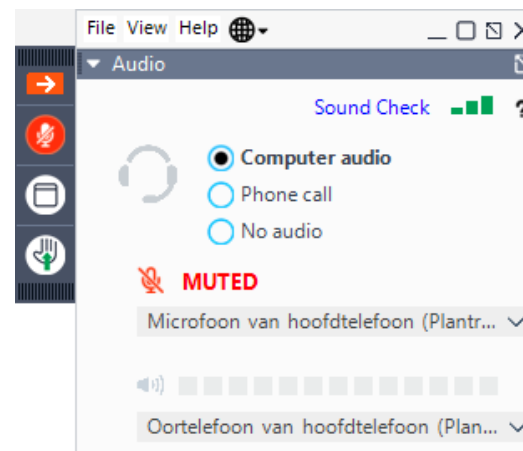 File View Help
Audio
Sound Check ?
Computer audio
Phone call
No audio
MUTED
Microfoon van hoofdtelefoon (Plantr...
Oortelefoon van hoofdtelefoon (Plan...